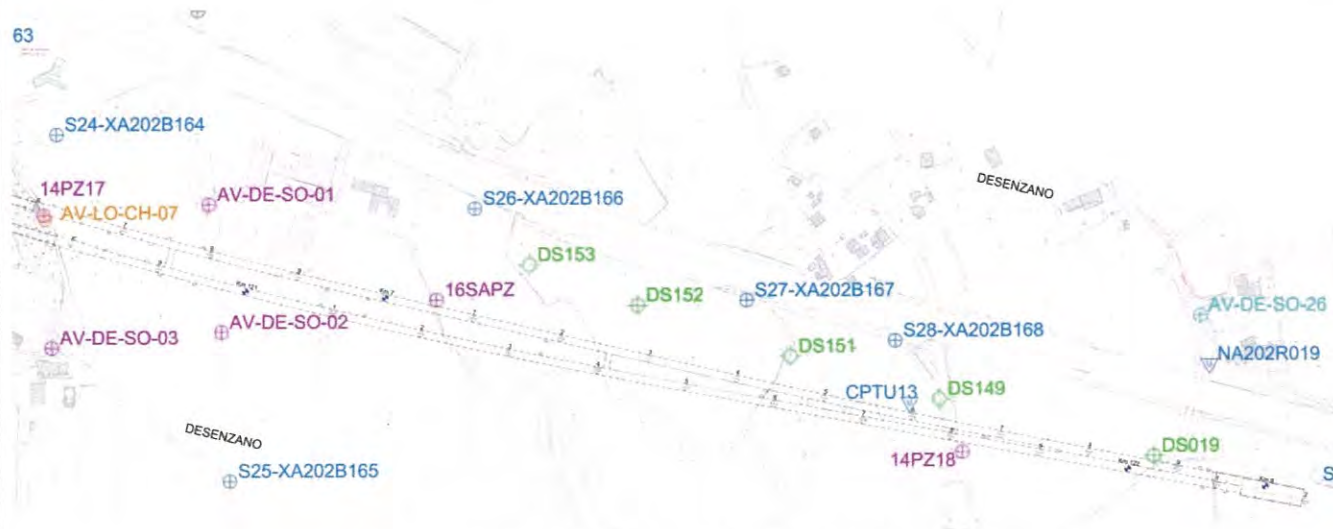 63
S24-XA202B164
14PZ17
AV-LO-CH-07
AV-DE-SO-01
S26-XA202B166
DESENZANO
DS153
16SAPZ
DS152
S27-XA202B167
AV-DE-SO-26
AV-DE-SO-03
AV-DE-SO-02
DS151
S28-XA202B168
NA202R019
CPTU13
DS149
DESENZANO
14PZ18
DS019
S25-XA202B165
S